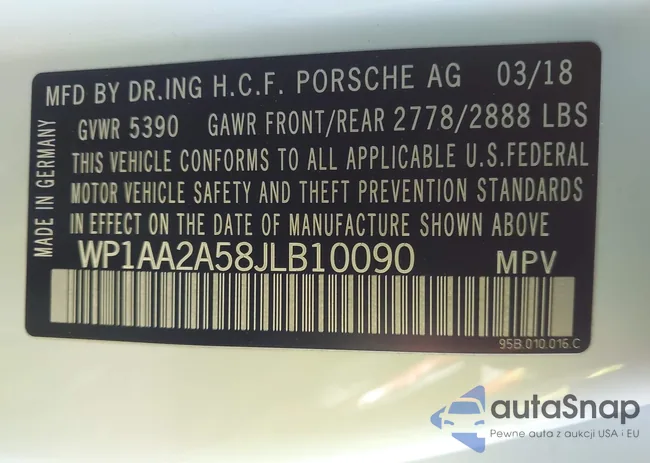 MFD BY DR.ING H.C.F. PORSCHE AG 03/18
GVWR 5390 GAWR FRONT/REAR 2778/2888 LBS
THIS VEHICLE CONFORMS TO ALL APPLICABLE U.S.FEDERAL
MOTOR VEHICLE SAFETY AND THEFT PREVENTION STANDARDS
IN EFFECT ON THE DATE OF MANUFACTURE SHOWN ABOVE
WP1AA2A58JLB10090 MPV
MADE IN GERMANY
95B.010.016.C
autaSnap
Pewne auta z aukcji USA i EU